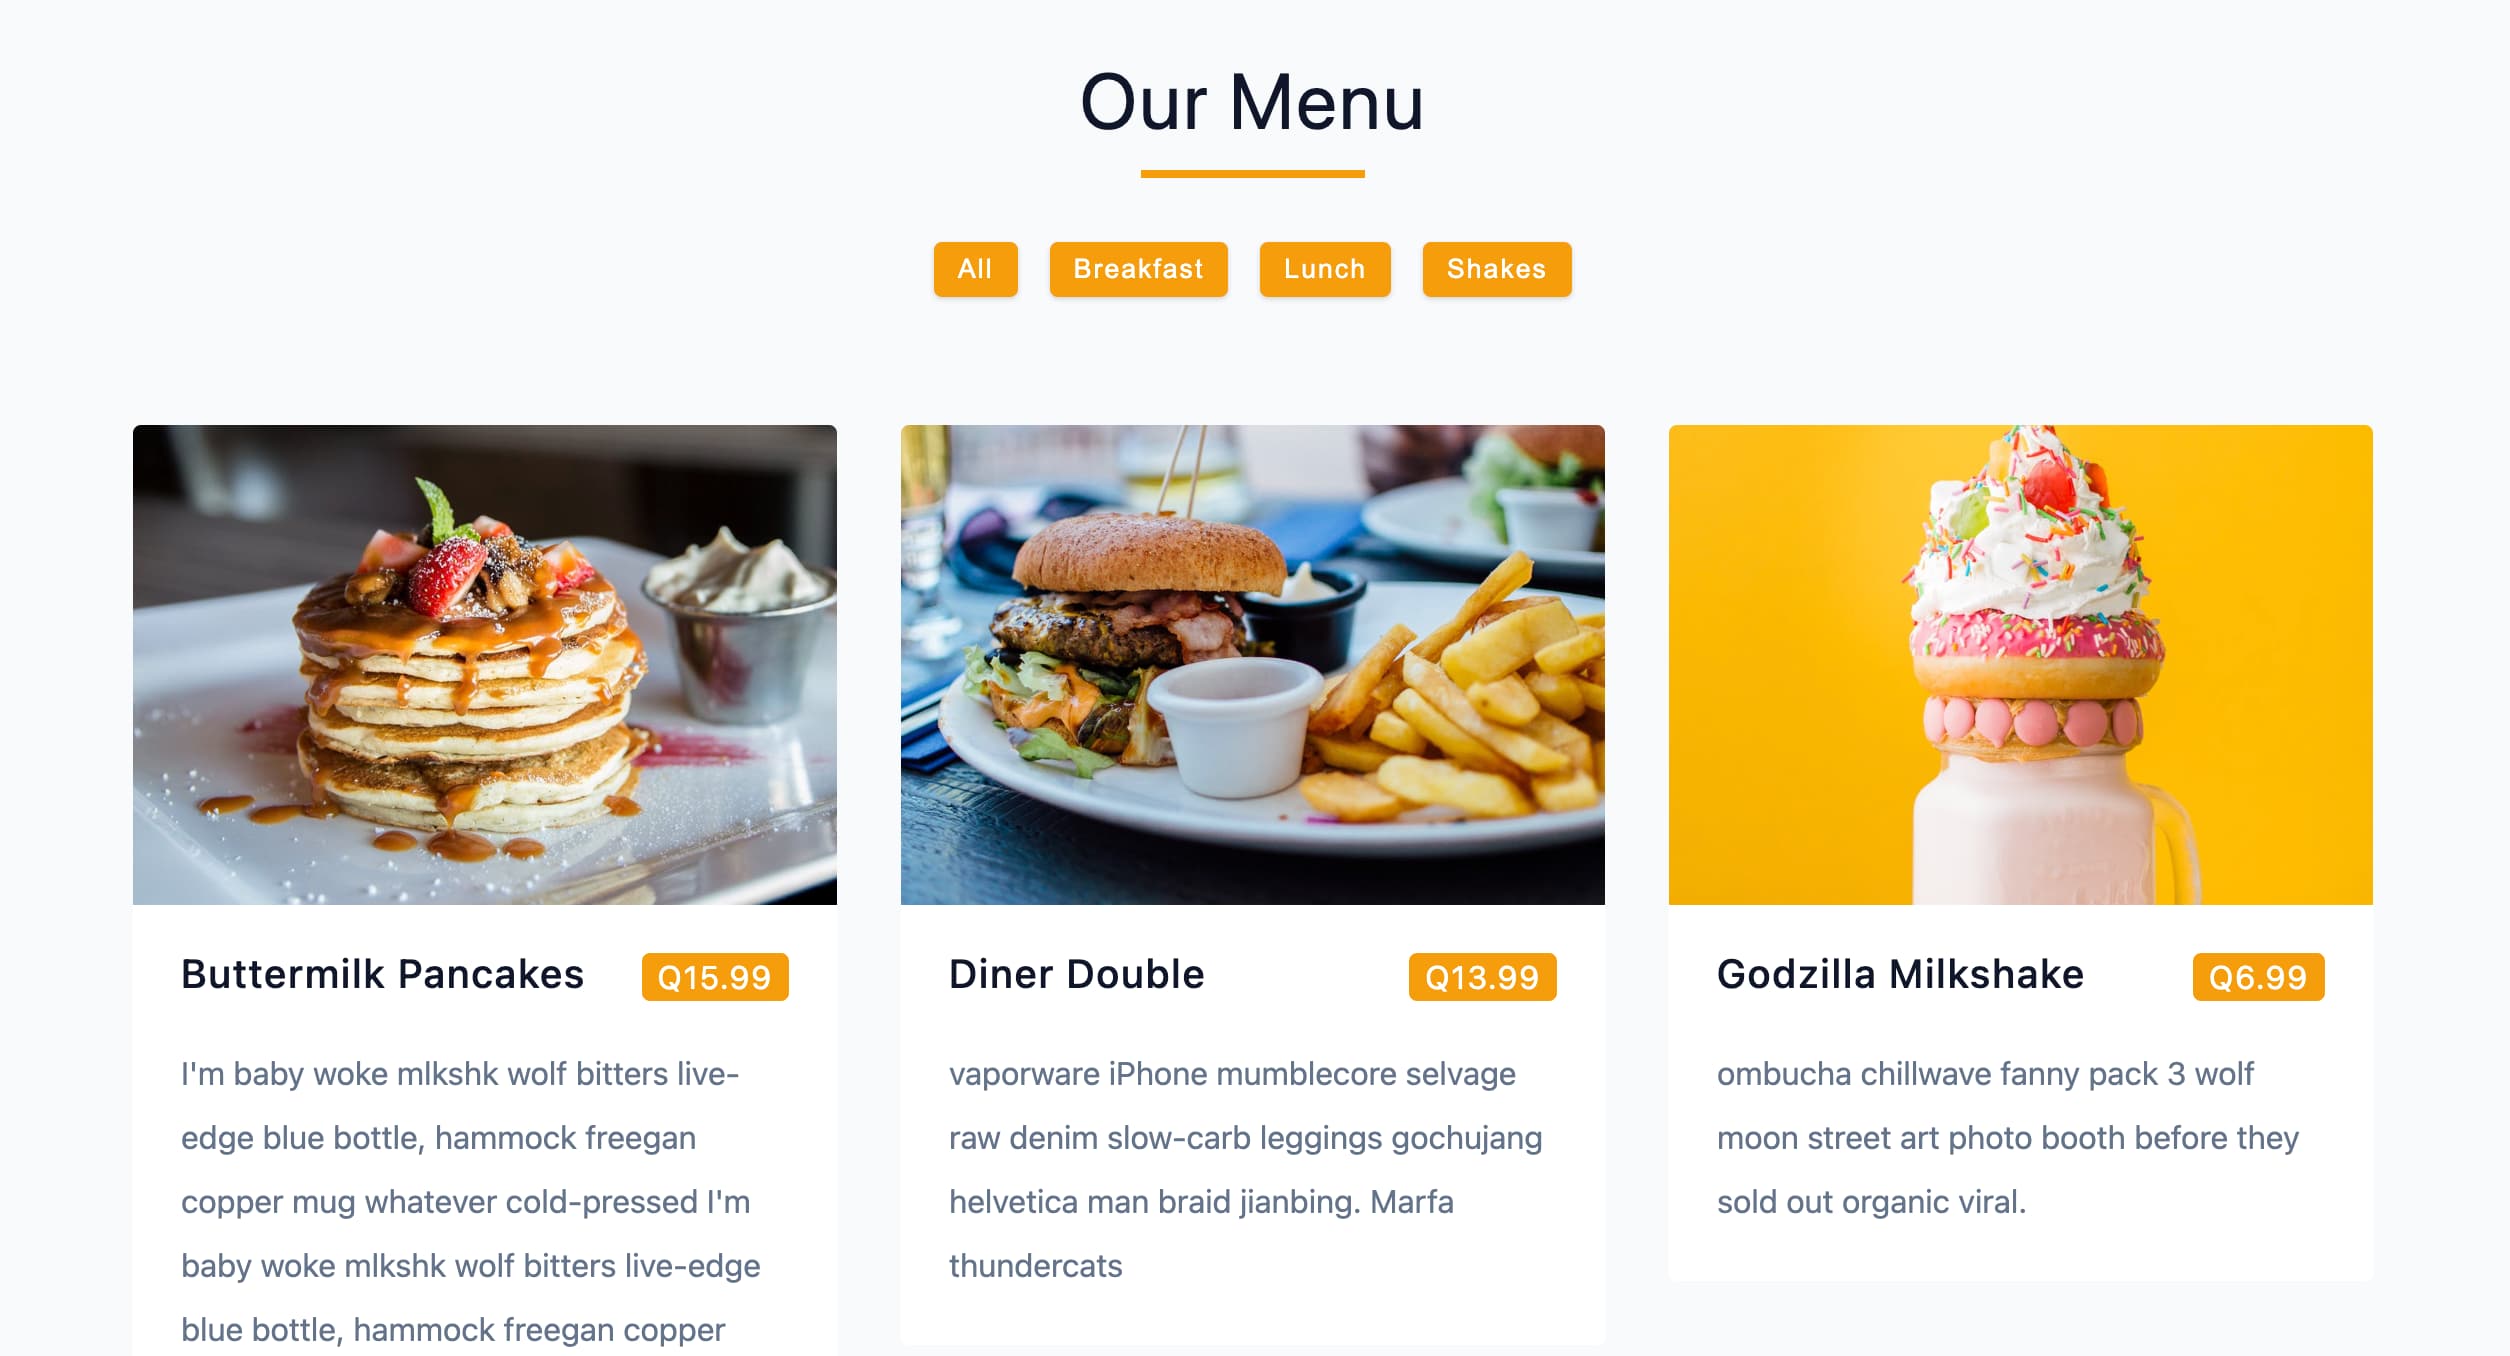 Our Menu
All
Breakfast
Lunch
Shakes
Buttermilk Pancakes
Q15.99
I'm baby woke mlkshk wolf bitters live-
edge blue bottle, hammock freegan
copper mug whatever cold-pressed I'm
baby woke mlkshk wolf bitters live-edge
blue bottle, hammock freegan copper
Diner Double
Q13.99
vaporware iPhone mumblecore selvage
raw denim slow-carb leggings gochujang
helvetica man braid jianbing. Marfa
thundercats
Godzilla Milkshake
Q6.99
ombucha chillwave fanny pack 3 wolf
moon street art photo booth before they
sold out organic viral.